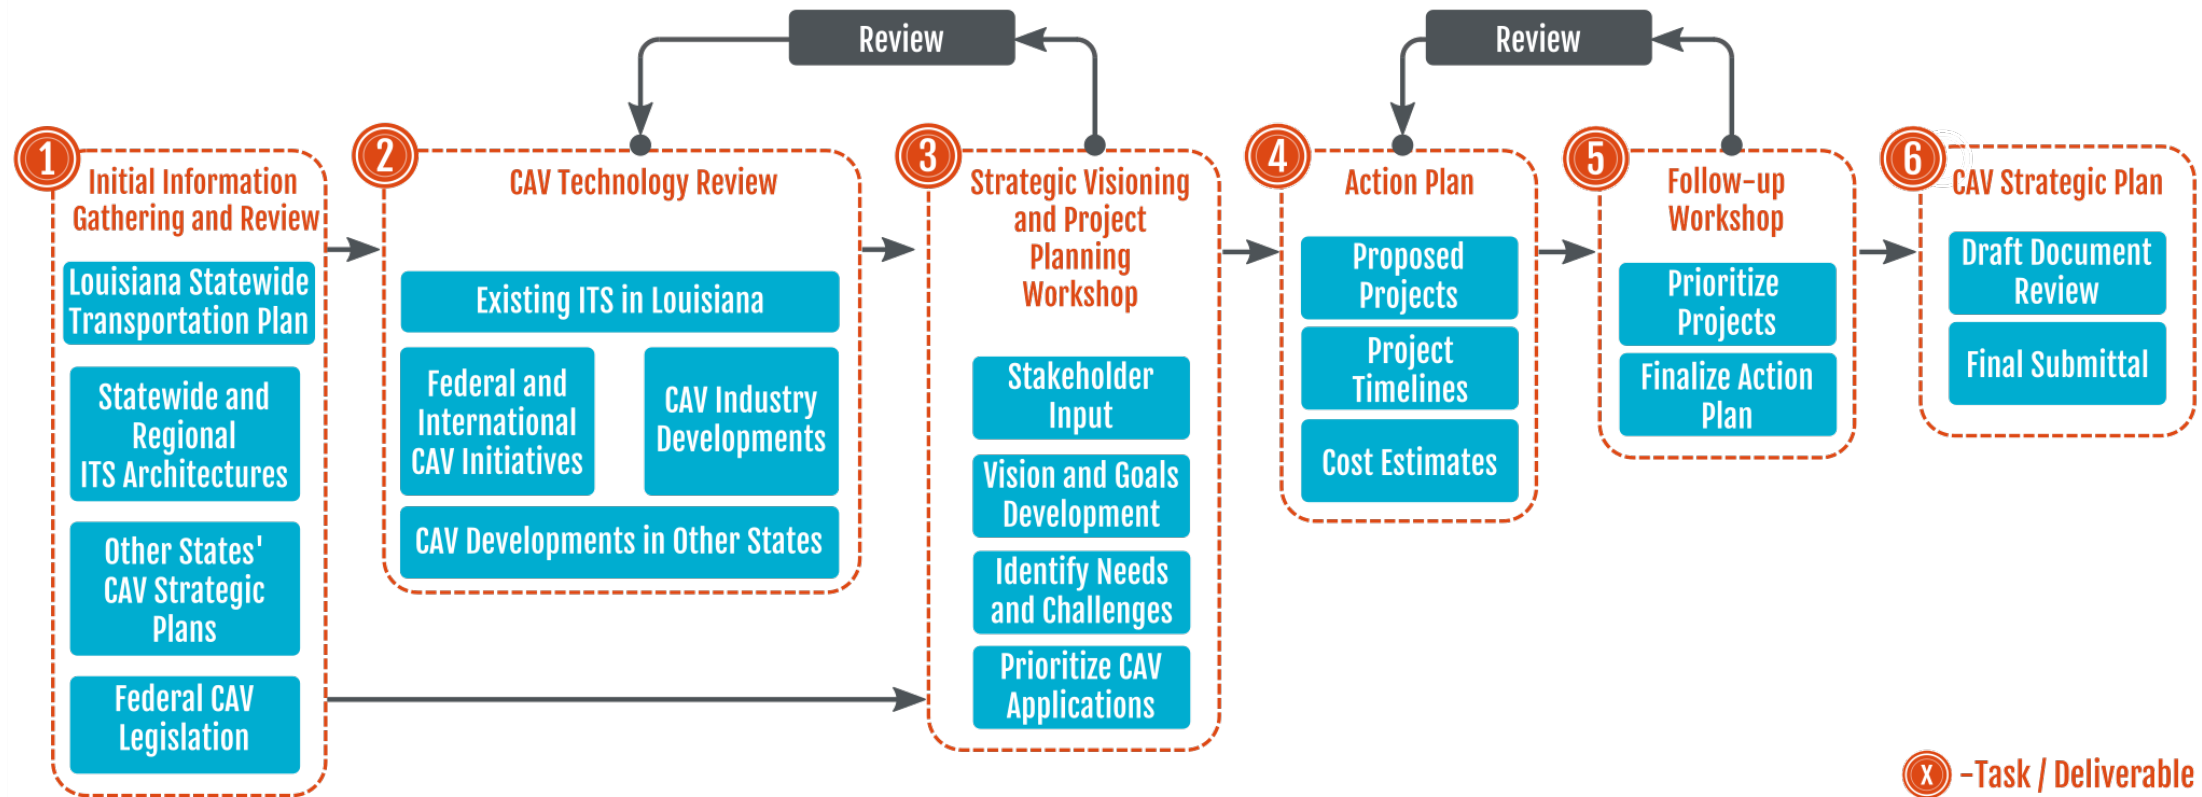 Review
Review
1
Initial Information
Gathering and Review
Louisiana Statewide
Transportation Plan
Statewide and
Regional
ITS Architectures
Other States'
CAV Strategic
Plans
Federal CAV
Legislation
2
CAV Technology Review
Existing ITS in Louisiana
Federal and
International
CAV Initiatives
CAV Industry
Developments
CAV Developments in Other States
3
Strategic Visioning
and Project
Planning
Workshop
Stakeholder
Input
Vision and Goals
Development
Identify Needs
and Challenges
Prioritize CAV
Applications
4
Action Plan
Proposed
Projects
Project
Timelines
Cost Estimates
5
Follow-up
Workshop
Prioritize
Projects
Finalize Action
Plan
6
CAV Strategic Plan
Draft Document
Review
Final Submittal
X -Task / Deliverable